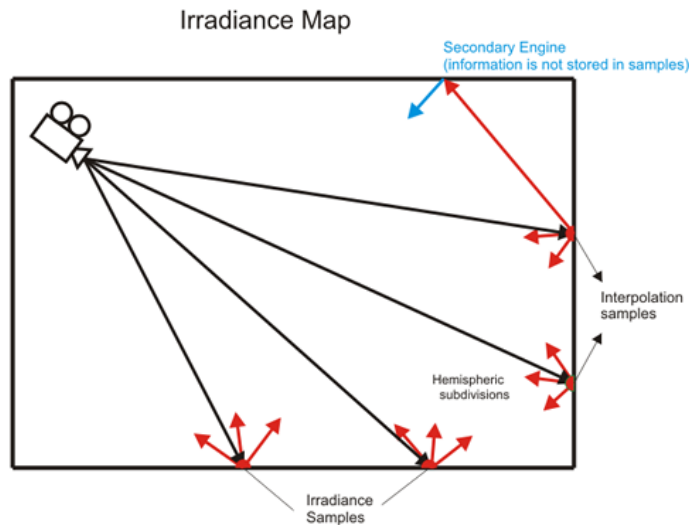 Irradiance Map
Secondary Engine
(information is not stored in samples)
Interpolation
samples
Hemispheric
subdivisions
Irradiance
Samples